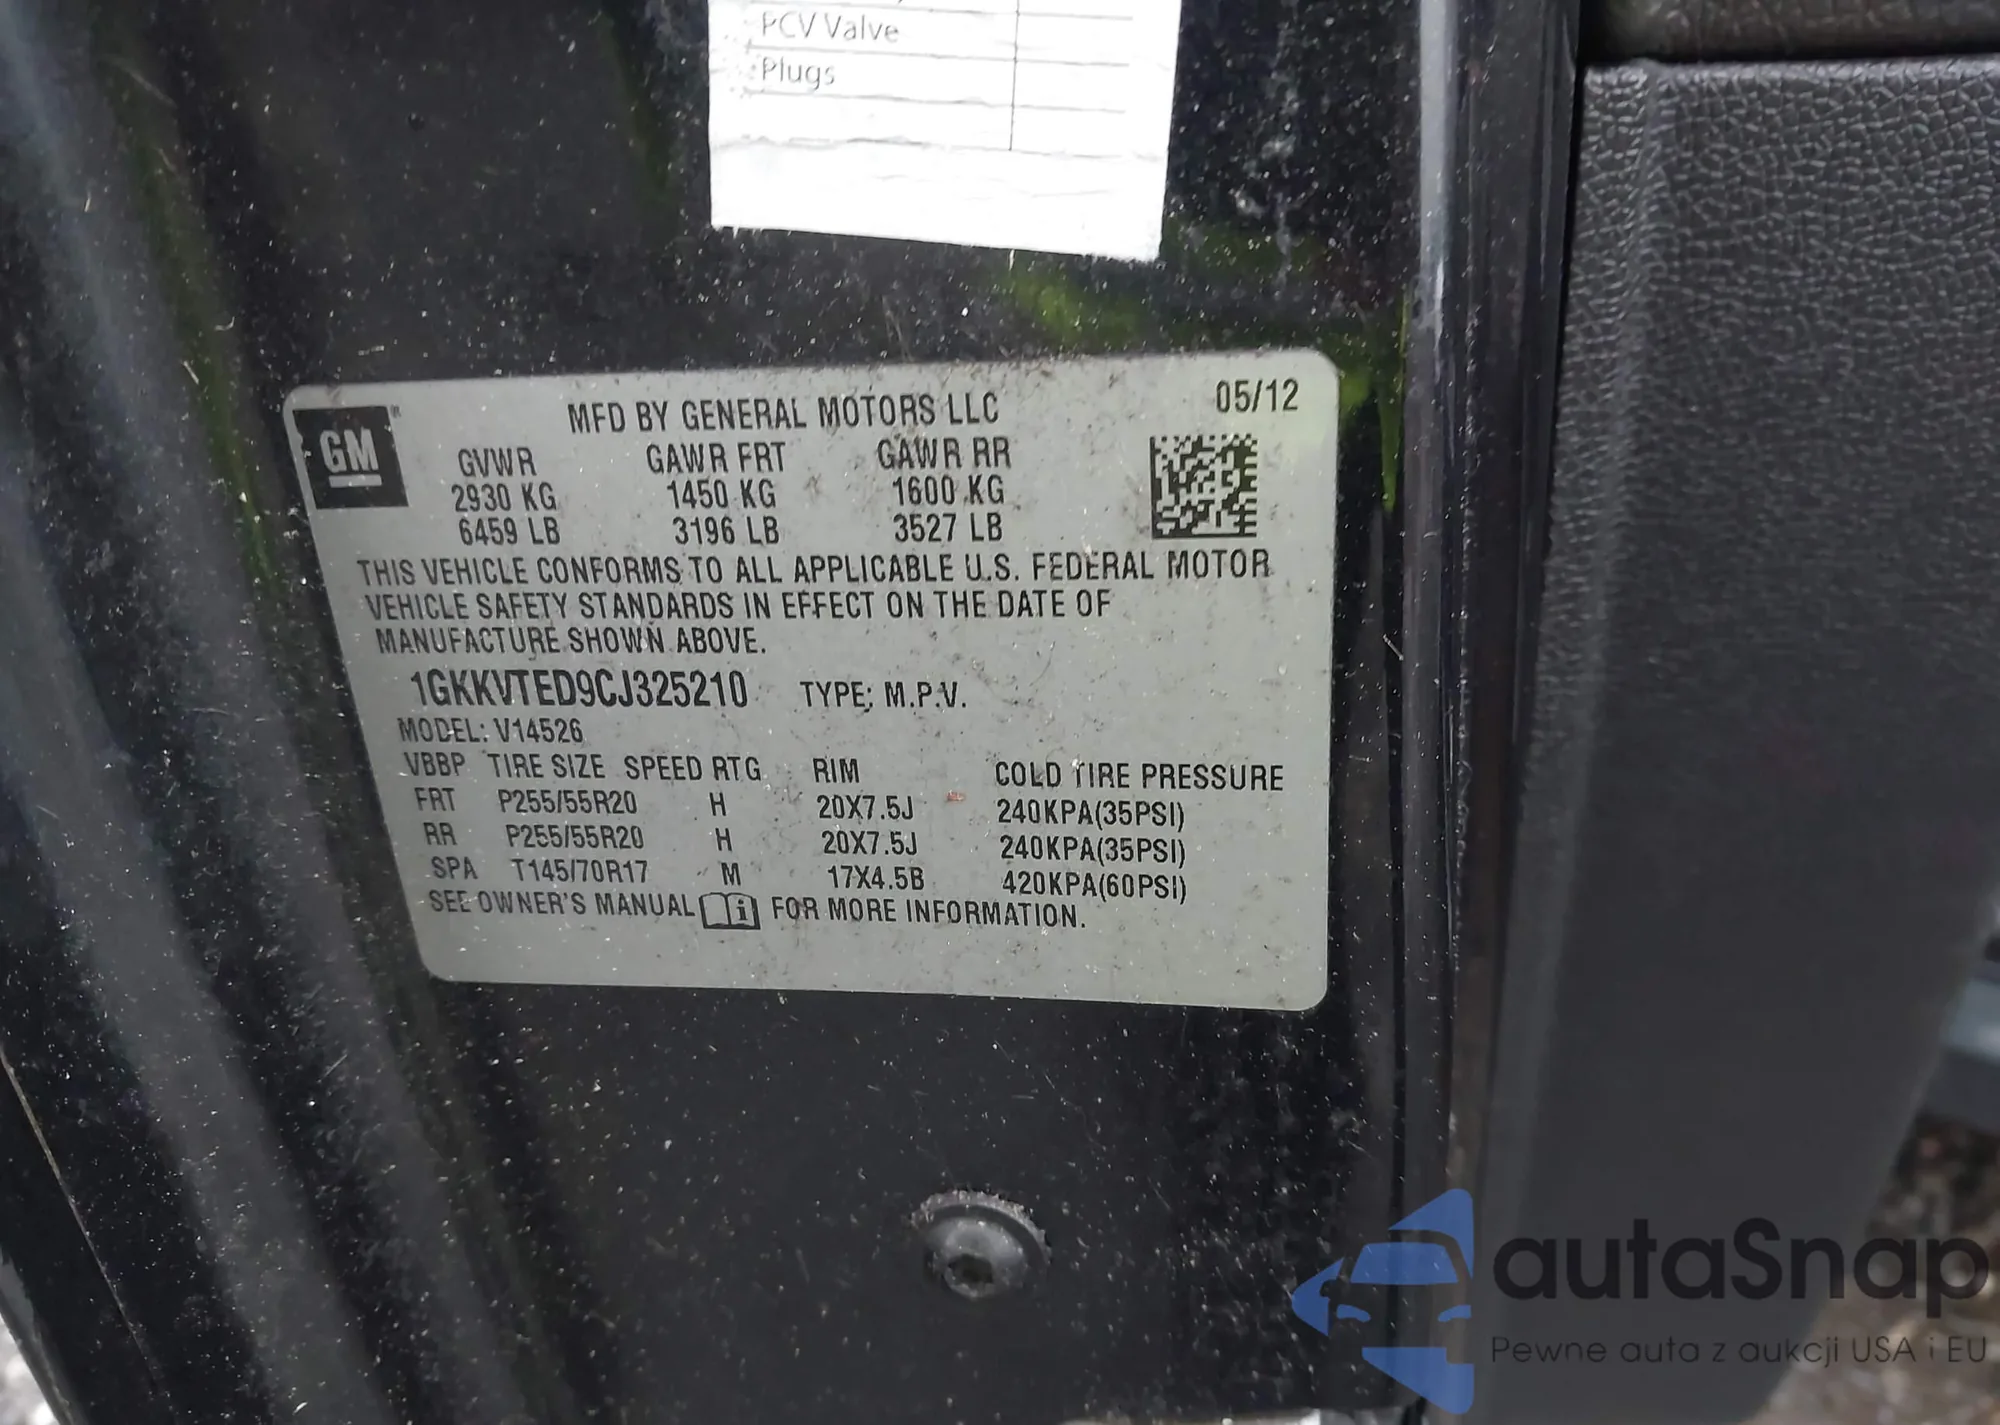 PCV Valve
Plugs
GM
MFD BY GENERAL MOTORS LLC 05/12
GVWR GAWR FRT GAWR RR
2930 KG 1450 KG 1600 KG
6459 LB 3196 LB 3527 LB
THIS VEHICLE CONFORMS TO ALL APPLICABLE U.S. FEDERAL MOTOR
VEHICLE SAFETY STANDARDS IN EFFECT ON THE DATE OF
MANUFACTURE SHOWN ABOVE.
1GKKVTED9CJ325210 TYPE: M.P.V.
MODEL: V14526
VBBP TIRE SIZE SPEED RTG RIM COLD TIRE PRESSURE
FRT P255/55R20 H 20X7.5J 240KPA(35PSI)
RR P255/55R20 H 20X7.5J 240KPA(35PSI)
SPA T145/70R17 M 17X4.5B 420KPA(60PSI)
SEE OWNER'S MANUAL FOR MORE INFORMATION.
autaSnap
Pewne auta z aukcji USA i EU